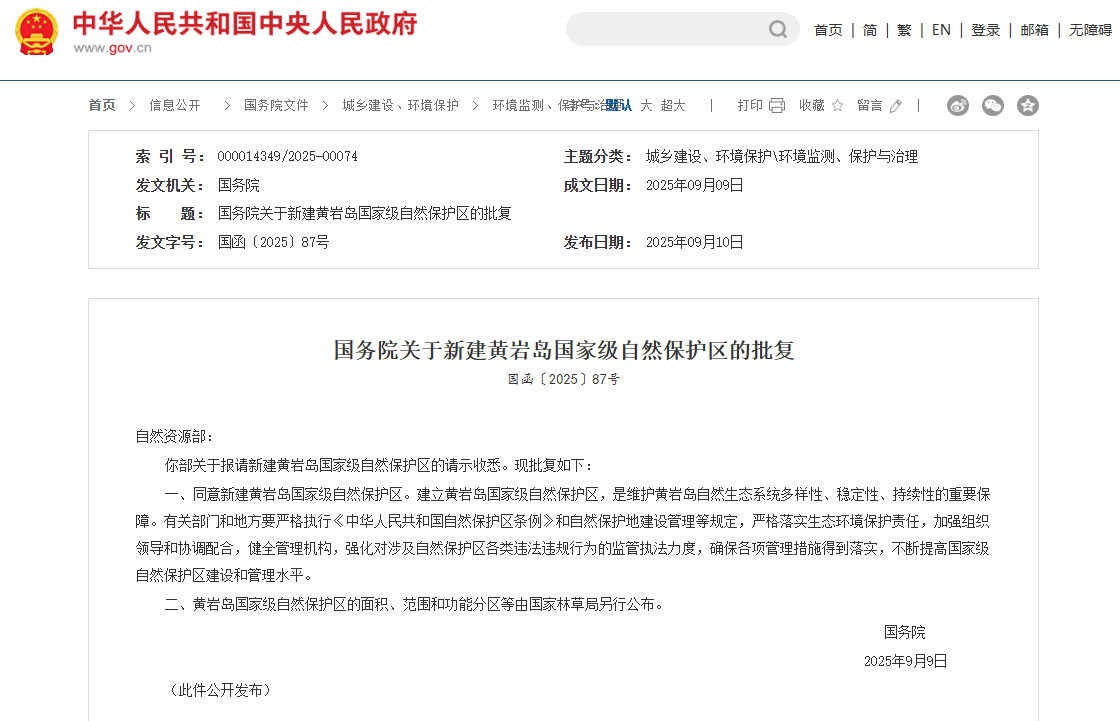 中华人民共和国中央人民政府
www.gov.cn
首页 | 简 | 繁 | EN | 登录 | 邮箱 | 无障碍
首页 > 信息公开 > 国务院文件 > 城乡建设、环境保护 > 环境监测、保护与治理 默认 大 超大 | 打印 收藏 留言 |
索 引 号： 000014349/2025-00074 主题分类： 城乡建设、环境保护\环境监测、保护与治理
发文机关： 国务院 成文日期： 2025年09月09日
标 题： 国务院关于新建黄岩岛国家级自然保护区的批复
发文字号： 国函〔2025〕87号 发布日期： 2025年09月10日
国务院关于新建黄岩岛国家级自然保护区的批复
国函〔2025〕87号
自然资源部：
你部关于报请新建黄岩岛国家级自然保护区的请示收悉。现批复如下：
一、同意新建黄岩岛国家级自然保护区。建立黄岩岛国家级自然保护区，是维护黄岩岛自然生态系统多样性、稳定性、持续性的重要保
障。有关部门和地方要严格执行《中华人民共和国自然保护区条例》和自然保护地建设管理等规定，严格落实生态环境保护责任，加强组织
领导和协调配合，健全管理机构，强化对涉及自然保护区各类违法违规行为的监管执法力度，确保各项管理措施得到落实，不断提高国家级
自然保护区建设和管理水平。
二、黄岩岛国家级自然保护区的面积、范围和功能分区等由国家林草局另行公布。
国务院
2025年9月9日
（此件公开发布）